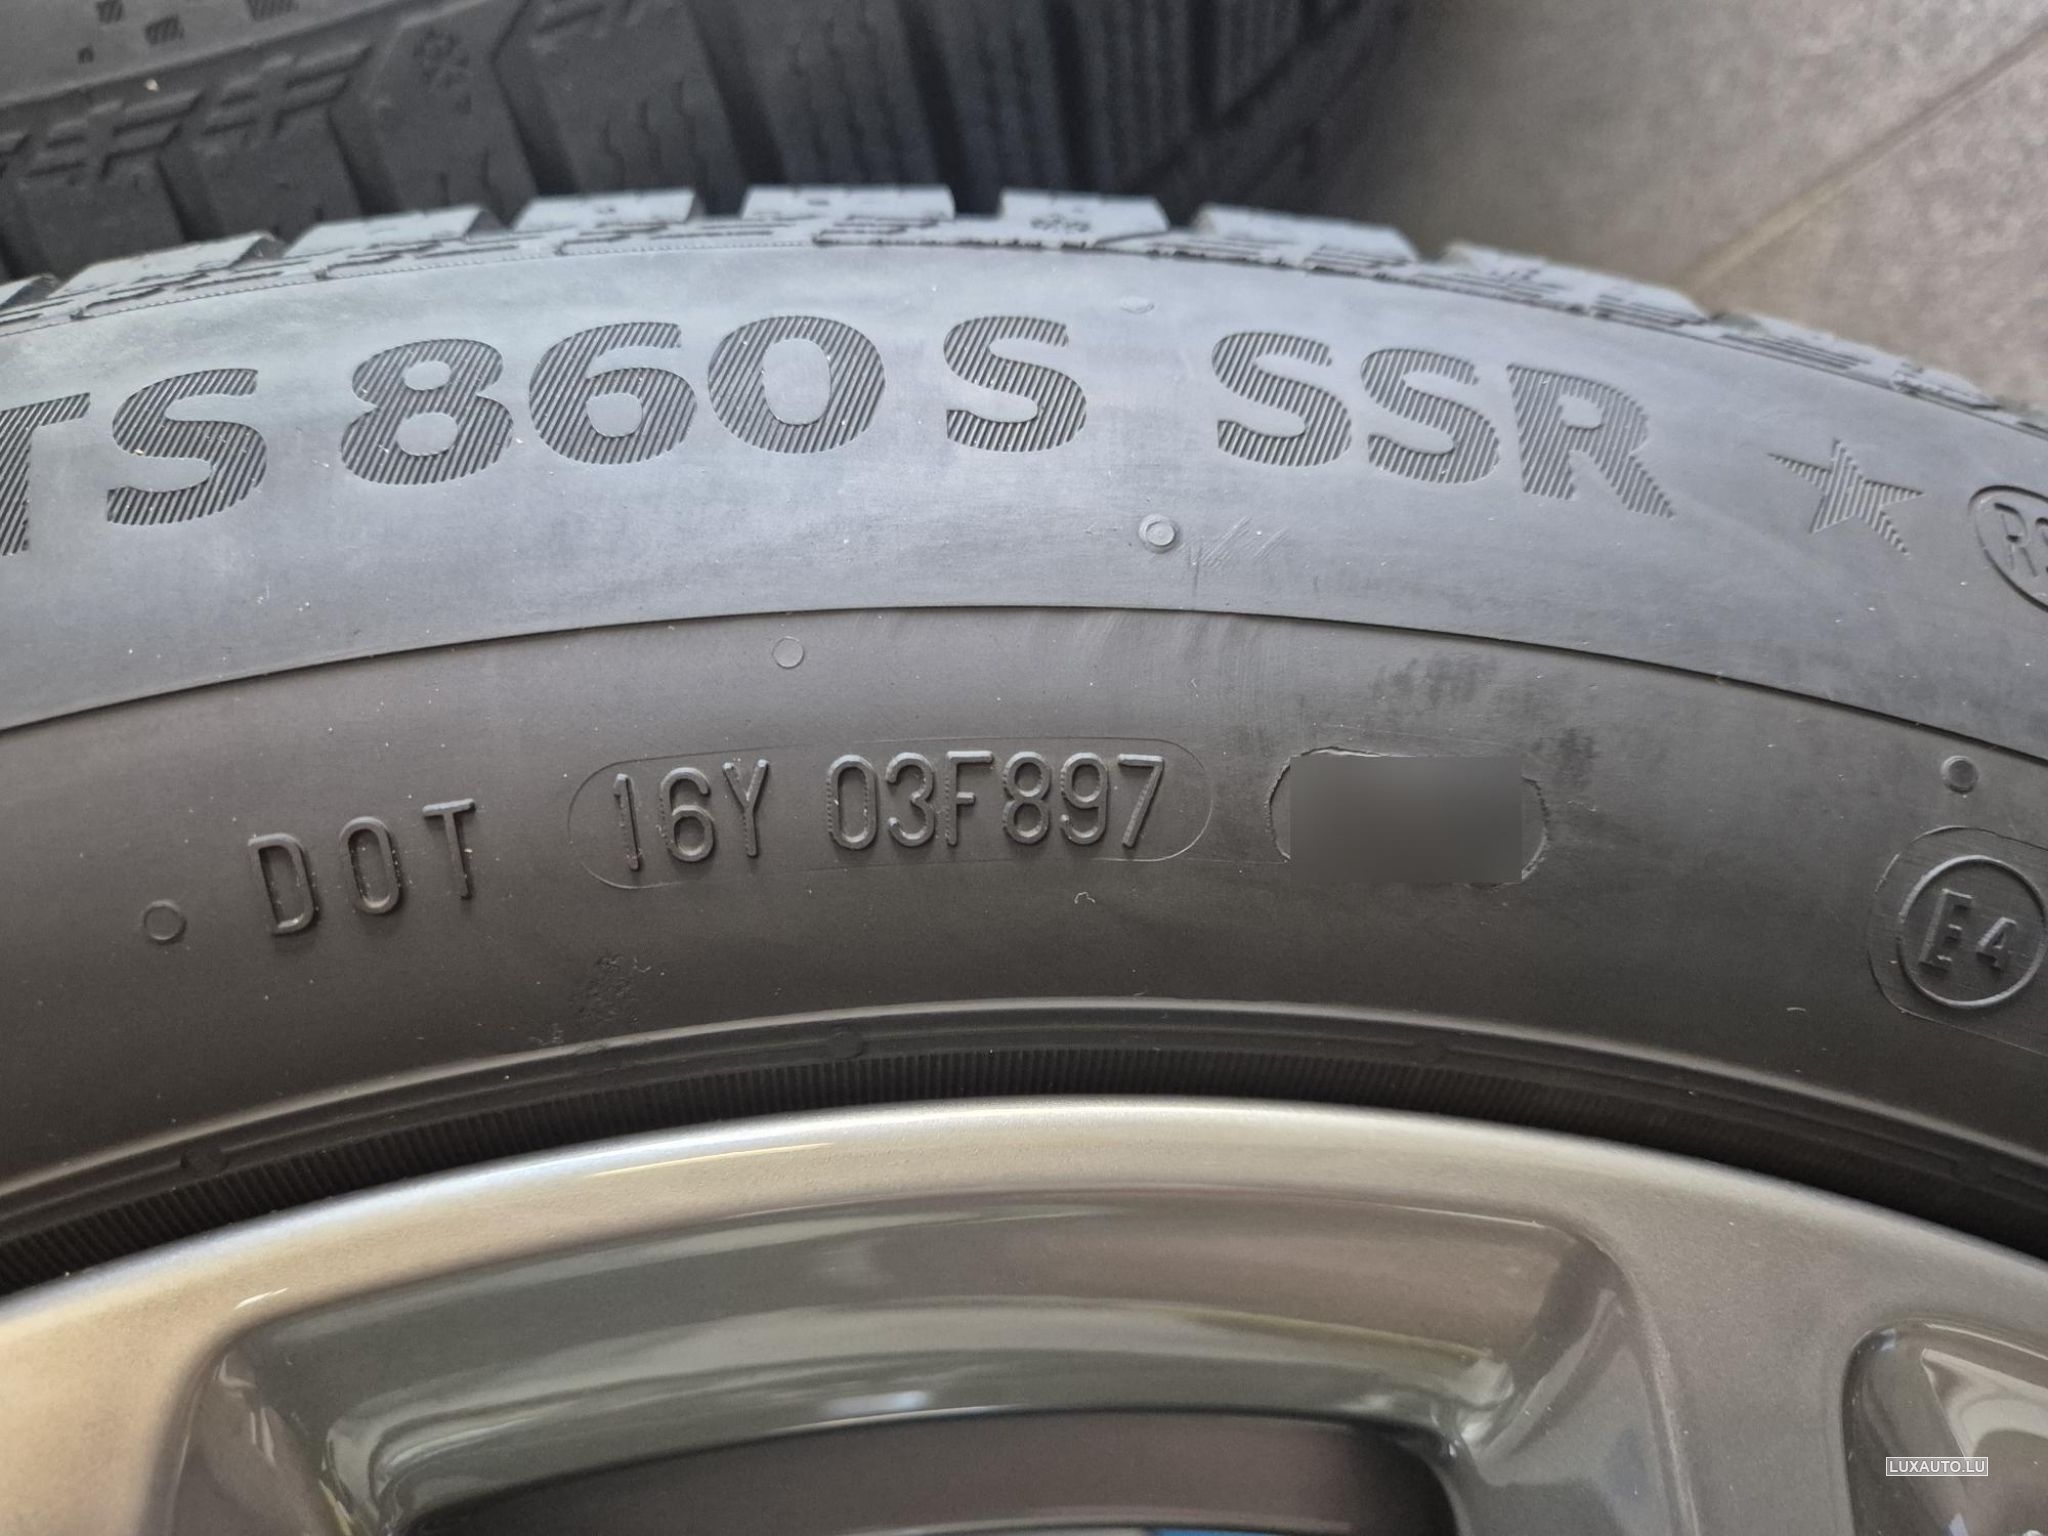 TS 860 S SSR
DOT 16Y 03F897
E4
LUXAUTO.LU